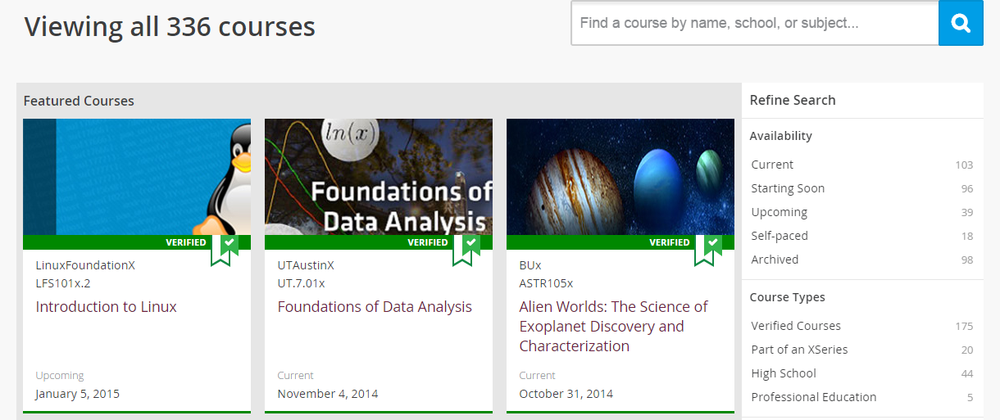 Viewing all 336 courses
Find a course by name, school, or subject...
Featured Courses
ln(x)
Foundations of
Data Analysis
VERIFIED
VERIFIED
VERIFIED
LinuxFoundationX
LFS101x.2
Introduction to Linux
Upcoming
January 5, 2015
UTAustinX
UT.7.01x
Foundations of Data Analysis
Current
November 4, 2014
BUx
ASTR105x
Alien Worlds: The Science of
Exoplanet Discovery and
Characterization
Current
October 31, 2014
Refine Search
Availability
Current 103
Starting Soon 96
Upcoming 39
Self-paced 18
Archived 98
Course Types
Verified Courses 175
Part of an XSeries 20
High School 44
Professional Education 5